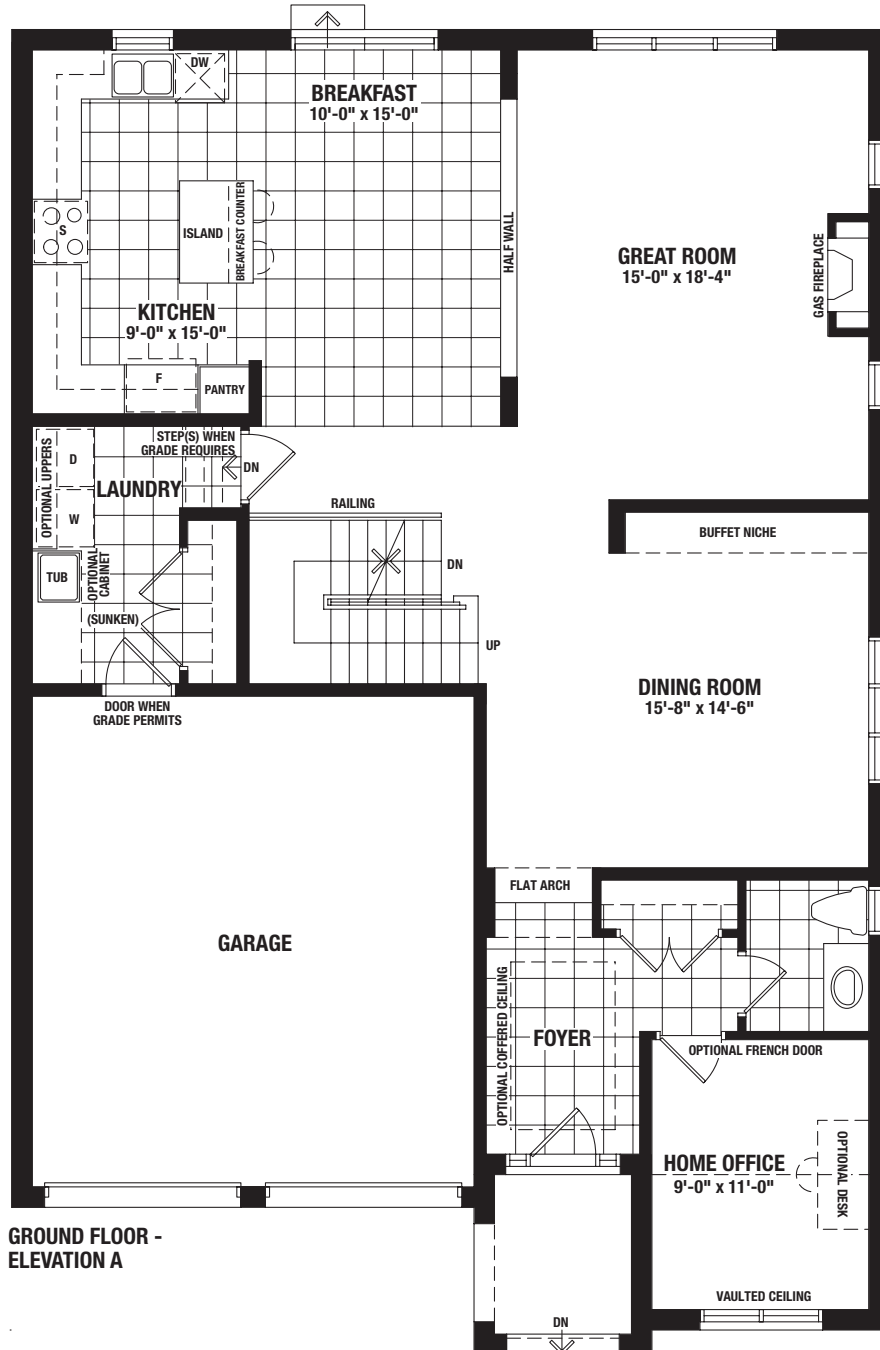 DW
BREAKFAST
10'-0" x 15'-0"
S
ISLAND
BREAKFAST COUNTER
HALF WALL
GREAT ROOM
15'-0" x 18'-4"
GAS FIREPLACE
KITCHEN
9'-0" x 15'-0"
F
PANTRY
STEP(S) WHEN
GRADE REQUIRES
DN
OPTIONAL UPPERS
D
LAUNDRY
W
RAILING
BUFFET NICHE
TUB
OPTIONAL
CABINET
(SUNKEN)
DN
UP
DINING ROOM
15'-8" x 14'-6"
DOOR WHEN
GRADE PERMITS
FLAT ARCH
GARAGE
OPTIONAL COFFERED CEILING
FOYER
OPTIONAL FRENCH DOOR
HOME OFFICE
9'-0" x 11'-0"
OPTIONAL DESK
GROUND FLOOR -
ELEVATION A
VAULTED CEILING
DN